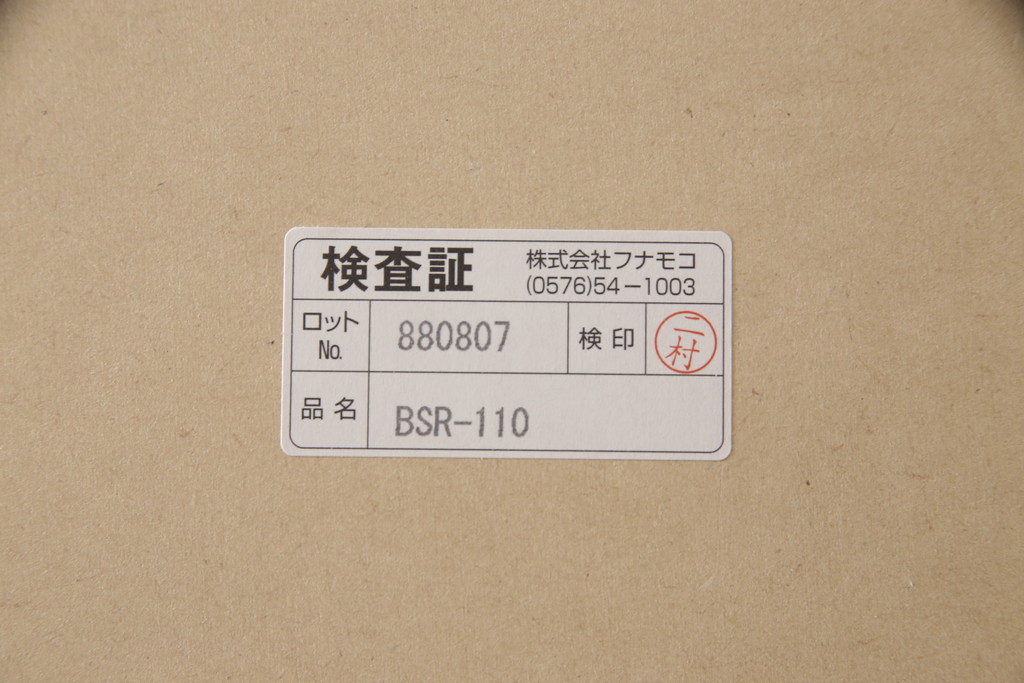 検査証
株式会社フナモコ
(0576)54-1003
ロット
No.
880807
検印
二村
品名
BSR-110